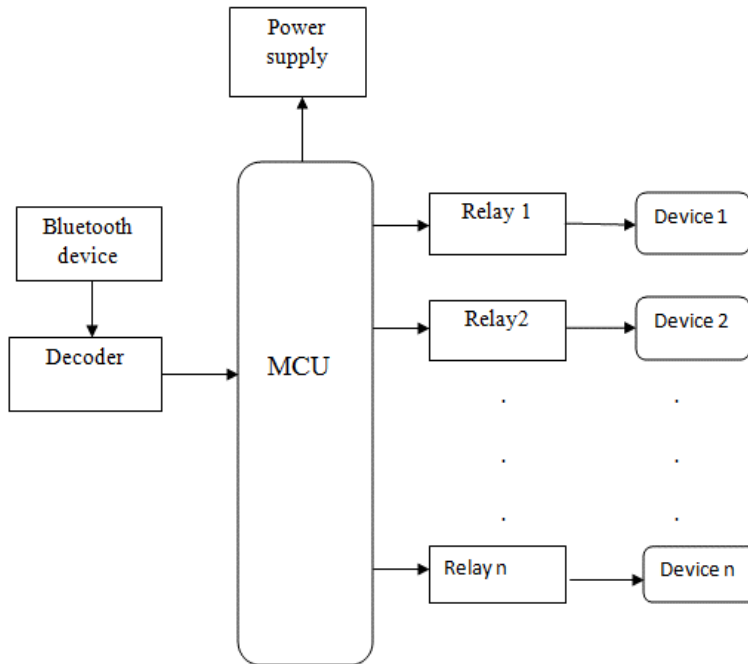 Power
supply
Bluetooth
device
Decoder
MCU
Relay 1
Device 1
Relay2
Device 2
. .
. .
. .
Relay n
Device n